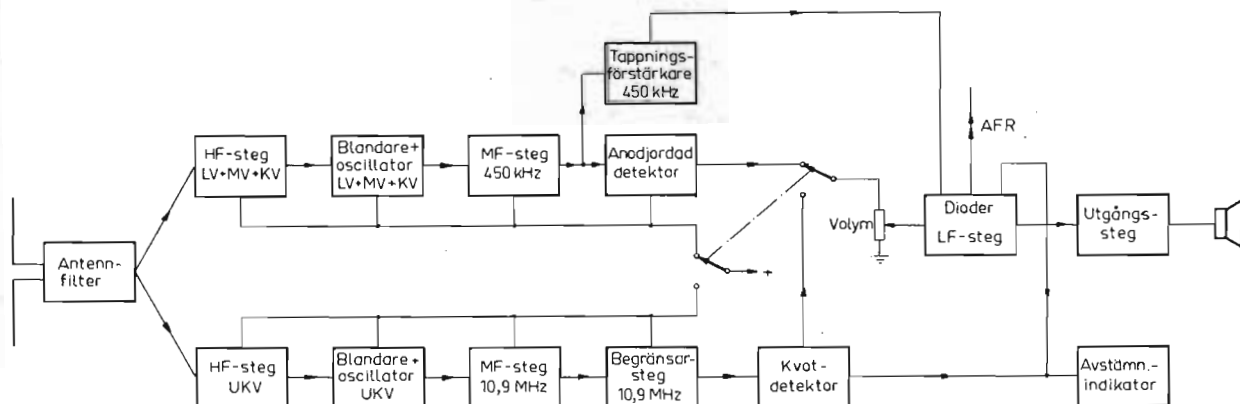 Tappnings-
förstärkare
450 kHz
AFR
HF-steg
LV+MV+KV
Blandare+
oscillator
LV+MV+KV
MF-steg
450 kHz
Anodjordad
detektor
Volym
Dioder
LF-steg
Utgångs-
steg
Antenn-
filter
+
HF-steg
UKV
Blandare+
oscillator
UKV
MF-steg
10,9 MHz
Begränsar-
steg
10,9 MHz
Kvot-
detektor
Avstämn.-
indikator